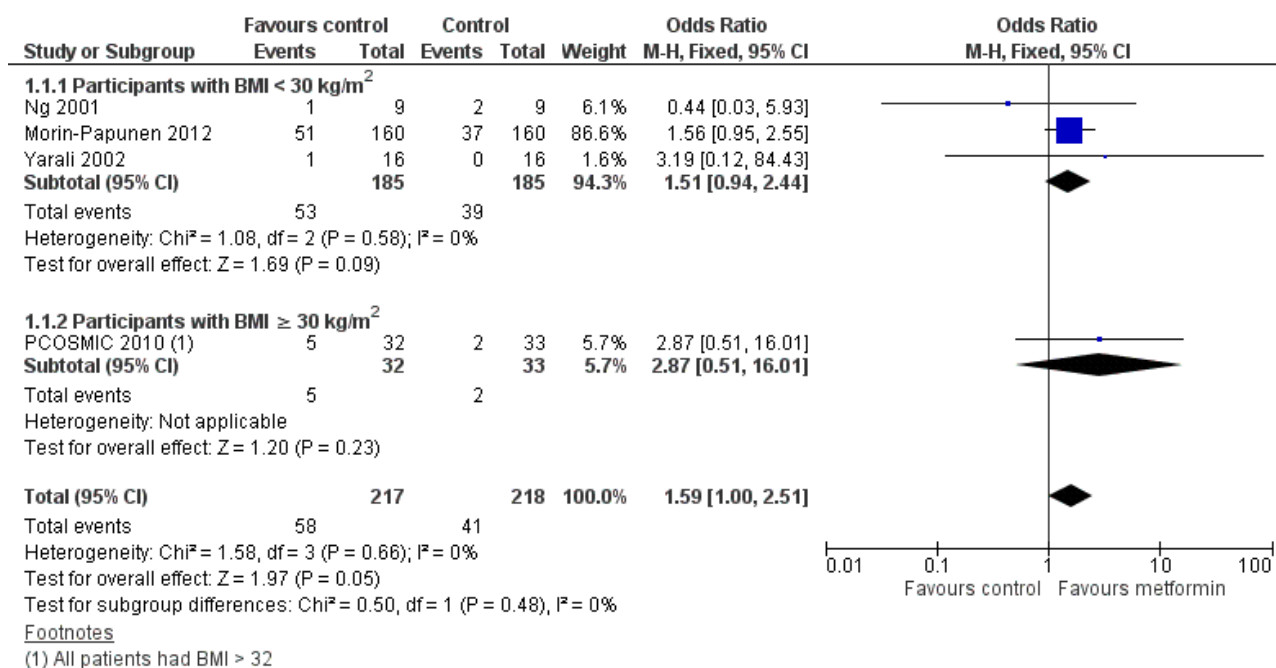 Favours control Control Odds Ratio Odds Ratio
Study or Subgroup Events Total Events Total Weight M-H, Fixed, 95% CI M-H, Fixed, 95% CI
1.1.1 Participants with BMI < 30 kg/m²
Ng 2001 1 9 2 9 6.1% 0.44 [0.03, 5.93]
Morin-Papunen 2012 51 160 37 160 86.6% 1.56 [0.95, 2.55]
Yarali 2002 1 16 0 16 1.6% 3.19 [0.12, 84.43]
Subtotal (95% CI) 185 185 94.3% 1.51 [0.94, 2.44]
Total events 53 39
Heterogeneity: Chi² = 1.08, df = 2 (P = 0.58); I² = 0%
Test for overall effect: Z = 1.69 (P = 0.09)
1.1.2 Participants with BMI ≥ 30 kg/m²
PCOSMIC 2010 (1) 5 32 2 33 5.7% 2.87 [0.51, 16.01]
Subtotal (95% CI) 32 33 5.7% 2.87 [0.51, 16.01]
Total events 5 2
Heterogeneity: Not applicable
Test for overall effect: Z = 1.20 (P = 0.23)
Total (95% CI) 217 218 100.0% 1.59 [1.00, 2.51]
Total events 58 41
Heterogeneity: Chi² = 1.58, df = 3 (P = 0.66); I² = 0%
Test for overall effect: Z = 1.97 (P = 0.05)
Test for subgroup differences: Chi² = 0.50, df = 1 (P = 0.48), I² = 0%
0.01 0.1 1 10 100
Favours control Favours metformin
Footnotes
(1) All patients had BMI > 32